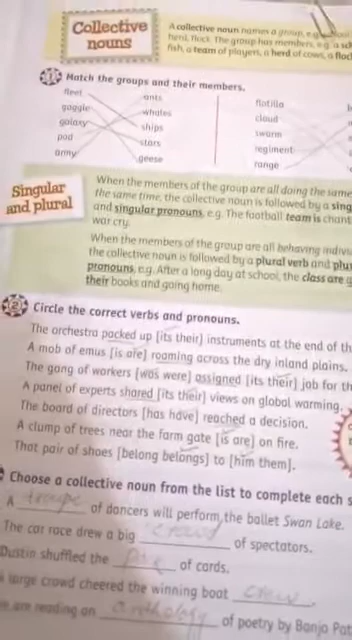 Collective nouns
A collective noun names a group, e.g.
herd, flock. The group has members, e.g. a
fish, a team of players, a herd of cows, a
1 Match the groups and their members.
fleet ants flotilla
gaggle whales cloud
galaxy ships swarm
pod stars regiment
army geese range
Singular and plural
When the members of the group are all doing the same
the same time, the collective noun is followed by a
and singular pronouns, e.g. The football team is
war cry.
When the members of the group are all behaving
the collective noun is followed by a plural verb and
pronouns, e.g. After a long day at school, the class are
their books and going home.
2 Circle the correct verbs and pronouns.
The orchestra packed up [its their] instruments at the end of
A mob of emus [is are] roaming across the dry inland plains.
The gang of workers [was were] assigned [its their] job for
A panel of experts shared [its their] views on global warming.
The board of directors [has have] reached a decision.
A clump of trees near the farm gate [is are] on fire.
That pair of shoes [belong belongs] to [him them].
Choose a collective noun from the list to complete each
A troupe of dancers will perform the ballet Swan Lake.
The car race drew a big crowd of spectators.
Dustin shuffled the pack of cards.
large crowd cheered the winning boat crew.
are reading an anthology of poetry by Banjo